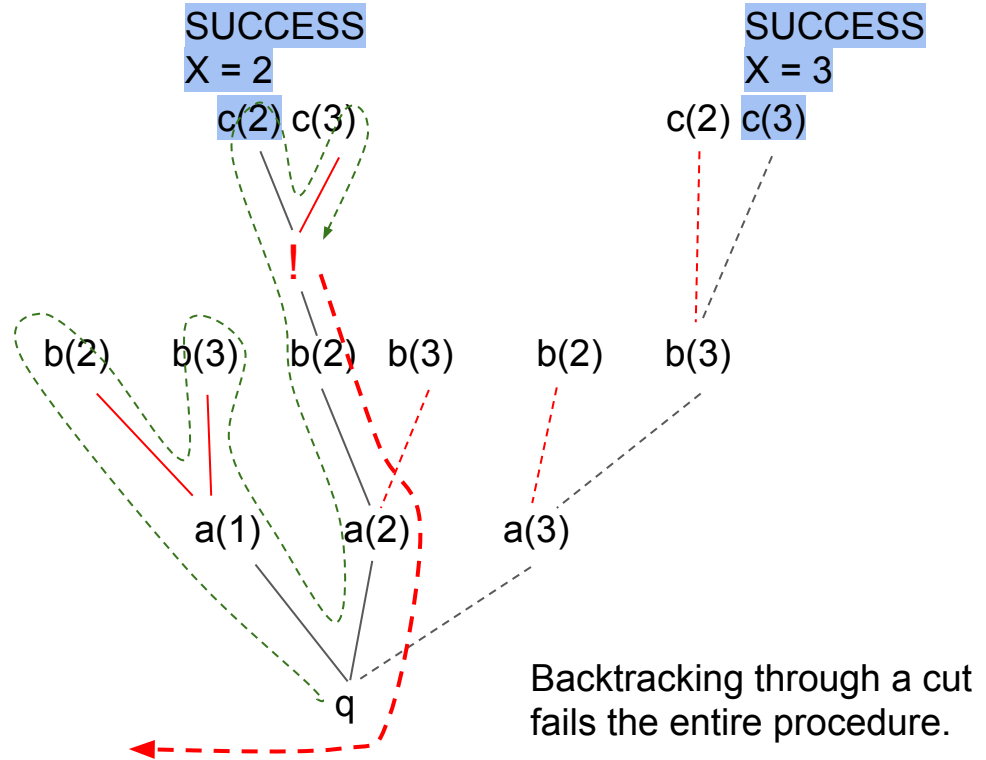 SUCCESS SUCCESS
X = 2 X = 3
c(2) c(3) c(2) c(3)
!
b(2) b(3) b(2) b(3) b(2) b(3)
a(1) a(2) a(3)
q
Backtracking through a cut
fails the entire procedure.